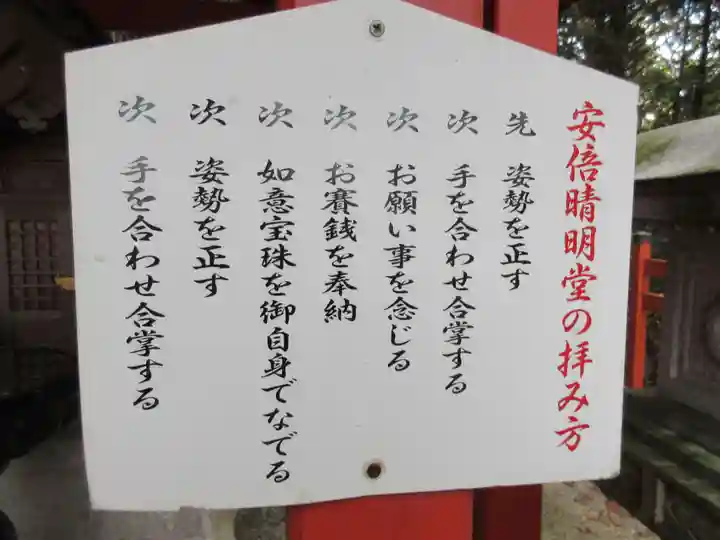 安倍晴明堂の拝み方
先 姿勢を正す
次 手を合わせ合掌する
次 お願い事を念じる
次 お賽銭を奉納
次 如意宝珠を御自身でなでる
次 姿勢を正す
次 手を合わせ合掌する